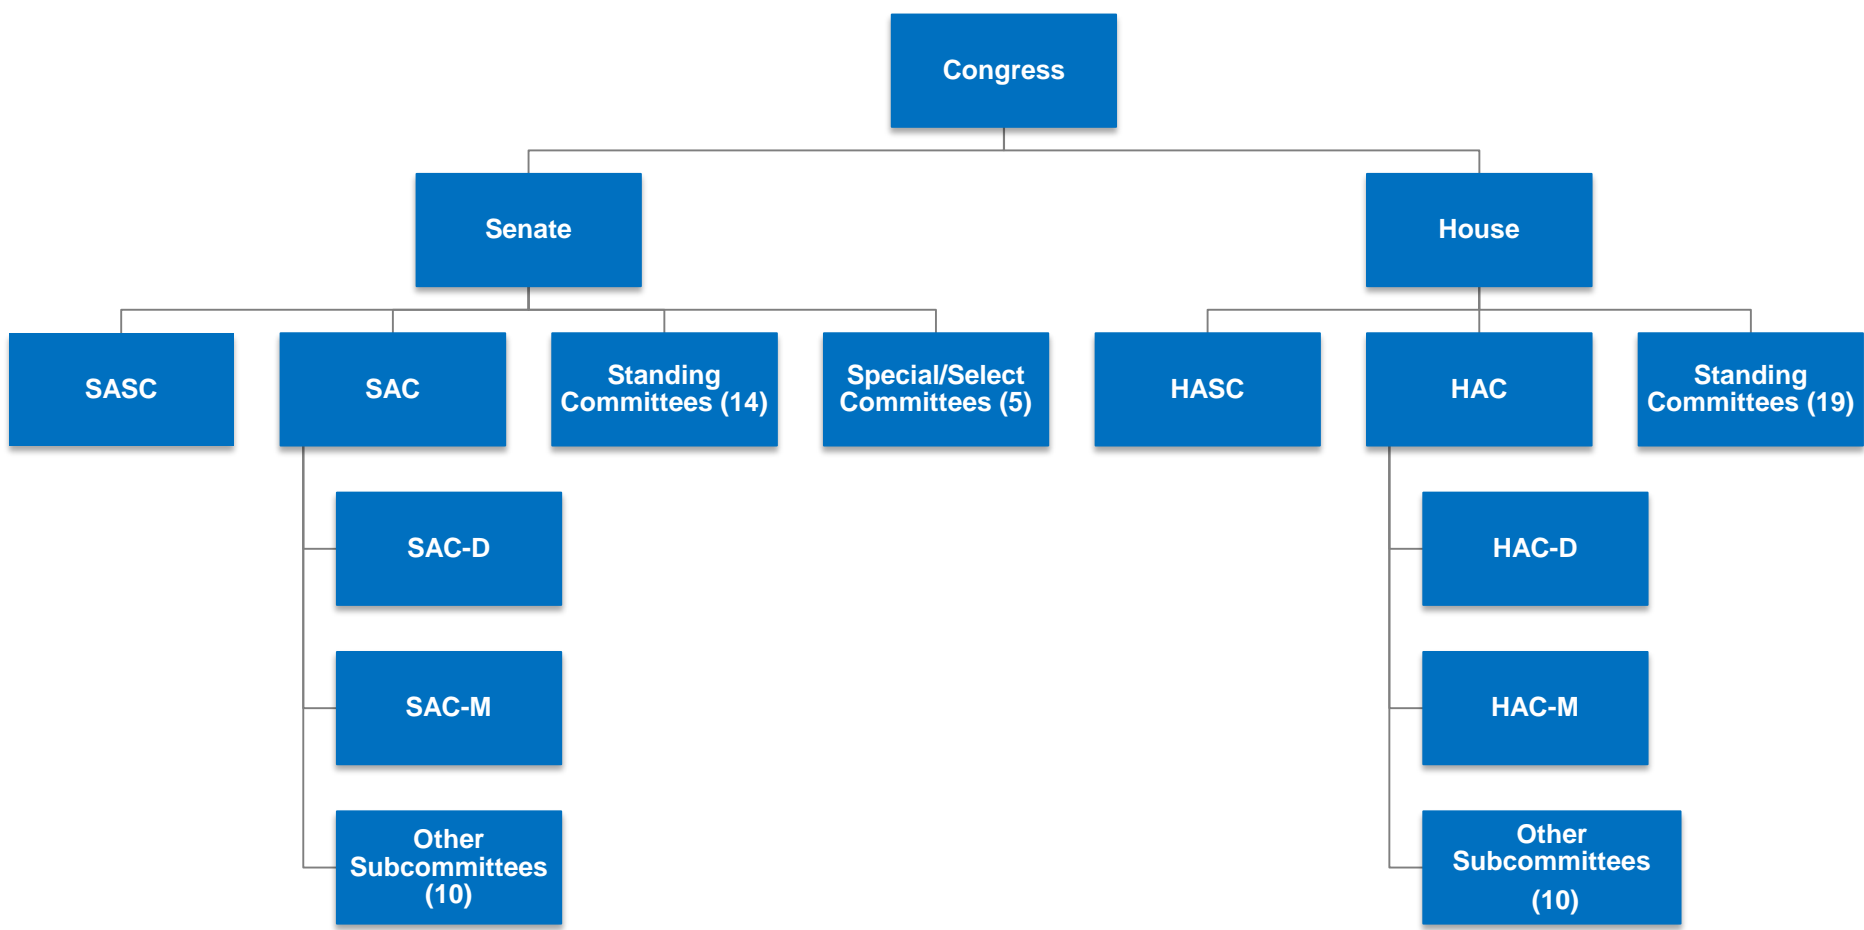 Congress
Senate
House
SASC
SAC
Standing
Committees (14)
Special/Select
Committees (5)
HASC
HAC
Standing
Committees (19)
SAC-D
HAC-D
SAC-M
HAC-M
Other
Subcommittees
(10)
Other
Subcommittees
(10)